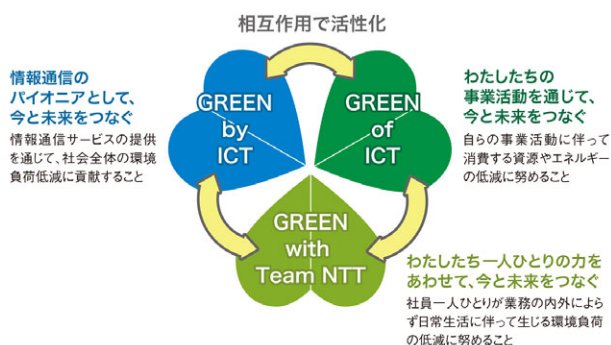 相互作用で活性化
情報通信の
パイオニアとして、
今と未来をつなぐ
情報通信サービスの提供
を通じて、社会全体の環境
負荷低減に貢献すること
GREEN
by
ICT
GREEN
of
ICT
わたしたちの
事業活動を通じて、
今と未来をつなぐ
自らの事業活動に伴って
消費する資源やエネルギー
の低減に努めること
GREEN
with
Team NTT
わたしたち一人ひとりの力を
あわせて、今と未来をつなぐ
社員一人ひとりが業務の内外によら
ず日常生活に伴って生じる環境負荷
の低減に努めること